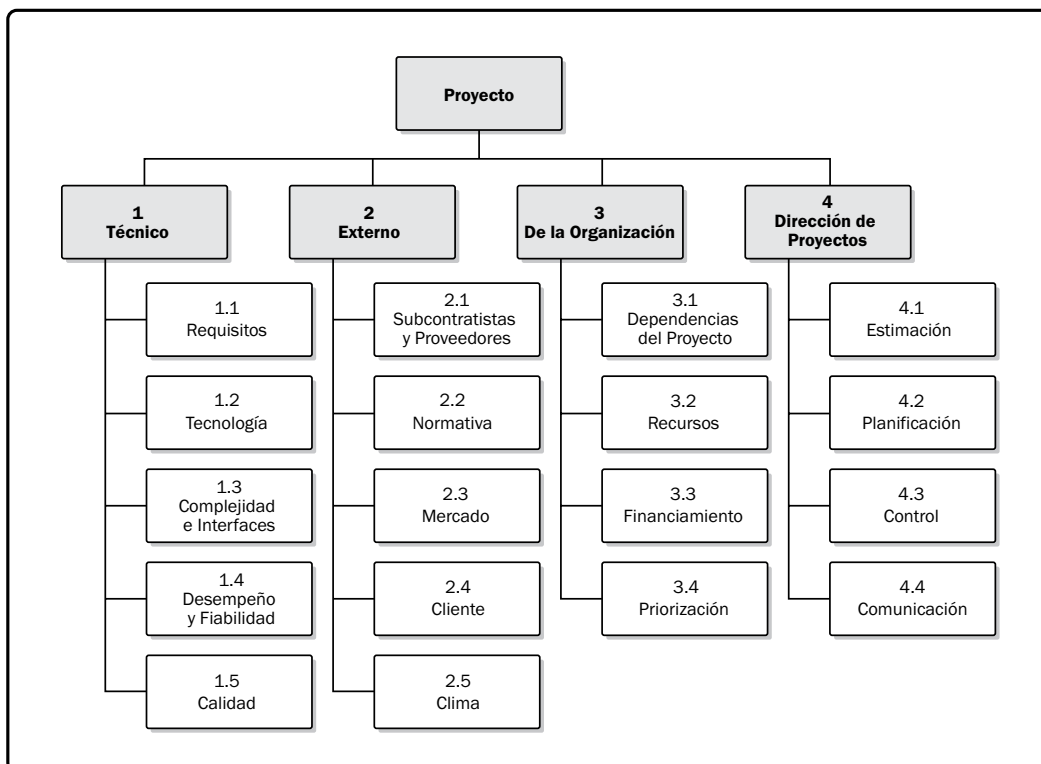 Proyecto
1
Técnico
1.1
Requisitos
1.2
Tecnología
1.3
Complejidad
e Interfaces
1.4
Desempeño
y Fiabilidad
1.5
Calidad
2
Externo
2.1
Subcontratistas
y Proveedores
2.2
Normativa
2.3
Mercado
2.4
Cliente
2.5
Clima
3
De la Organización
3.1
Dependencias
del Proyecto
3.2
Recursos
3.3
Financiamiento
3.4
Priorización
4
Dirección de
Proyectos
4.1
Estimación
4.2
Planificación
4.3
Control
4.4
Comunicación